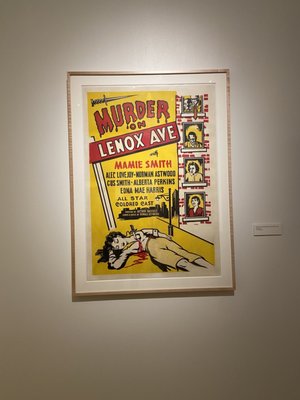 MURDER
ON
LENOX AVE
with
MAMIE SMITH
ALEC LOVEJOY-NORMAN ASTWOOD
GUS SMITH-ALBERTA PERKINS
EDNA MAE HARRIS
ALL STAR
COLORED CAST